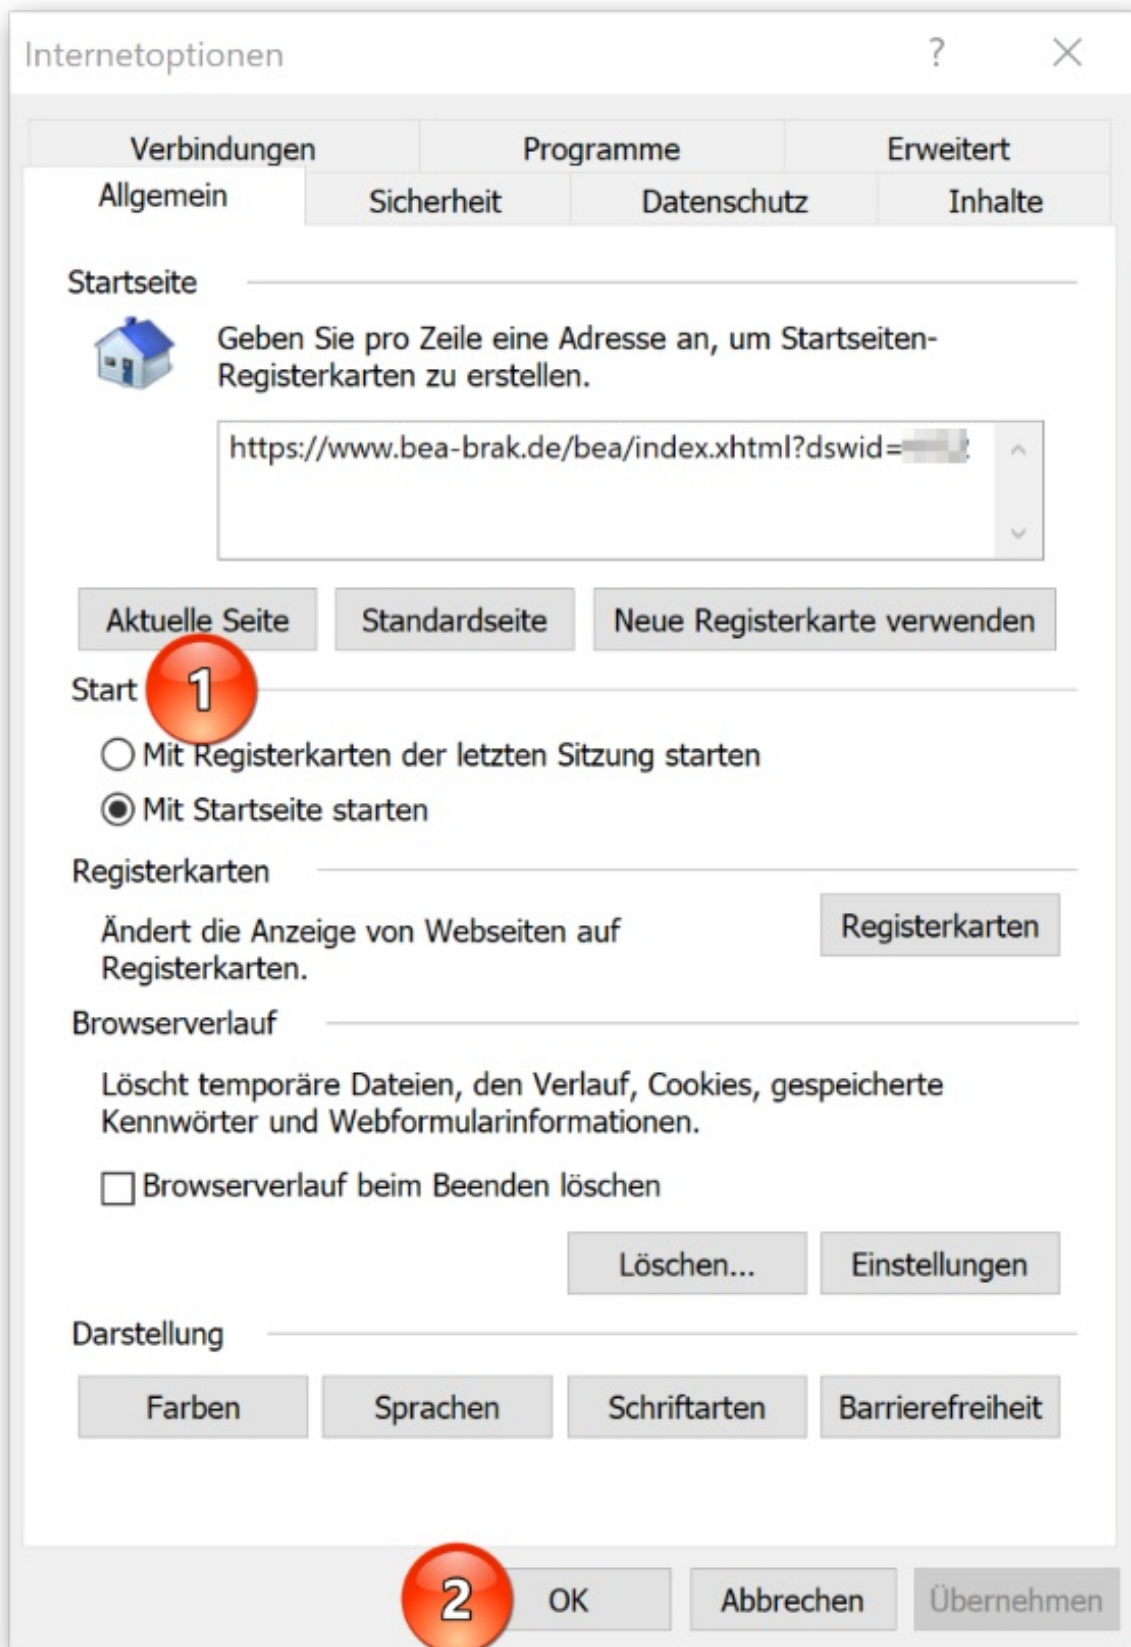 Internetoptionen
Verbindungen Programme Erweitert
Allgemein Sicherheit Datenschutz Inhalte
Startseite
Geben Sie pro Zeile eine Adresse an, um Startseiten-
Registerkarten zu erstellen.
https://www.bea-brak.de/bea/index.xhtml?dswid=
Aktuelle Seite Standardseite Neue Registerkarte verwenden
Start 1
Mit Registerkarten der letzten Sitzung starten
Mit Startseite starten
Registerkarten
Ändert die Anzeige von Webseiten auf
Registerkarten.
Registerkarten
Browserverlauf
Löscht temporäre Dateien, den Verlauf, Cookies, gespeicherte
Kennwörter und Webformularinformationen.
Browserverlauf beim Beenden löschen
Löschen... Einstellungen
Darstellung
Farben Sprachen Schriftarten Barrierefreiheit
2 OK Abbrechen Übernehmen